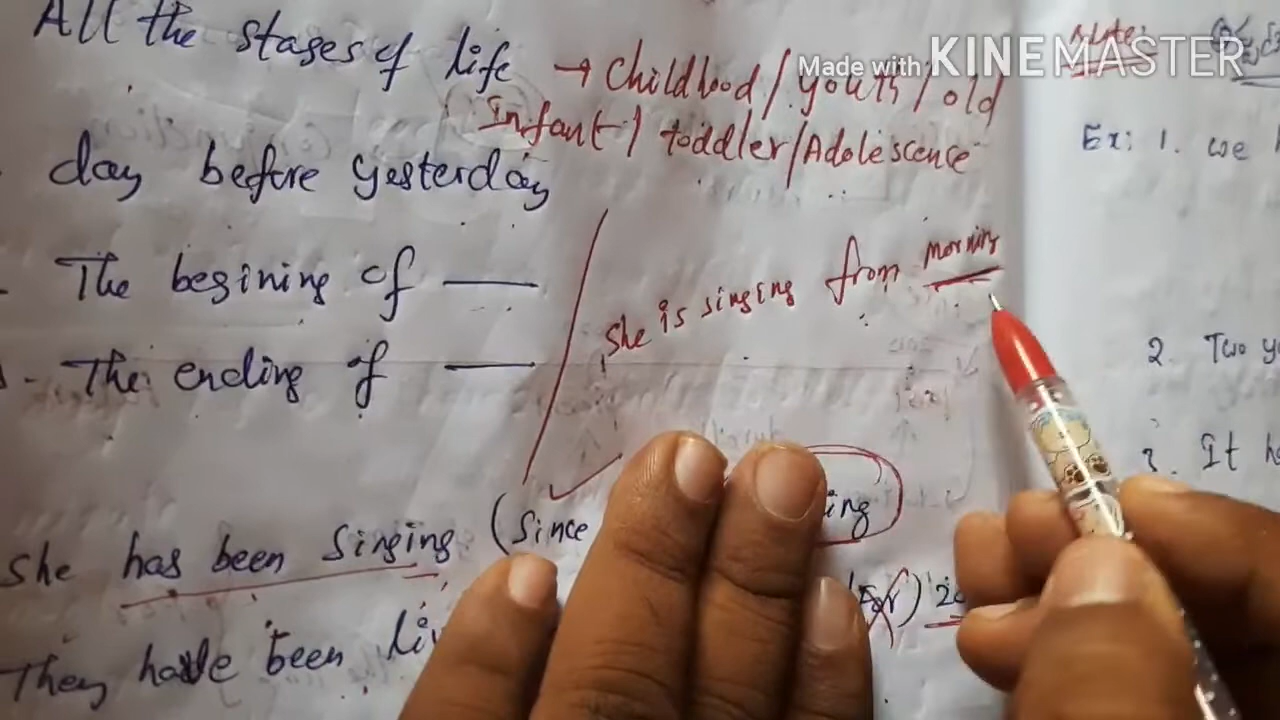 All the stages of life → Childhood / youth / old
Infant / toddler / Adolescence
day before yesterday
The begining of —
The ending of —
She is singing from morning
She has been Singing (Since
They have been
(For)
Note:
Ex: 1. we
2. Two
3. It
Made with KINEMASTER